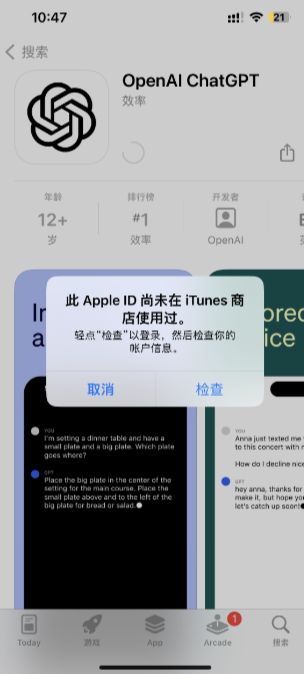 10:47
21
搜索
OpenAI ChatGPT
效率
年龄
12+
岁
排行榜
#1
效率
开发者
OpenAI
此 Apple ID 尚未在 iTunes 商
店使用过。
轻点“检查”以登录，然后检查你的
帐户信息。
取消
检查
YOU
I'm setting a dinner table and have a
small plate and a big plate. Which plate
goes where?
GPT
Place the big plate in the center of the
setting for the main course. Place the
small plate above and to the left of the
big plate for bread or salad.
YOU
Anna just texted me
to this concert with
How do I decline nice
GPT
hey anna, thanks for
make it, but hope yo
let's catch up soon!
Today
游戏
App
Arcade
1
搜索